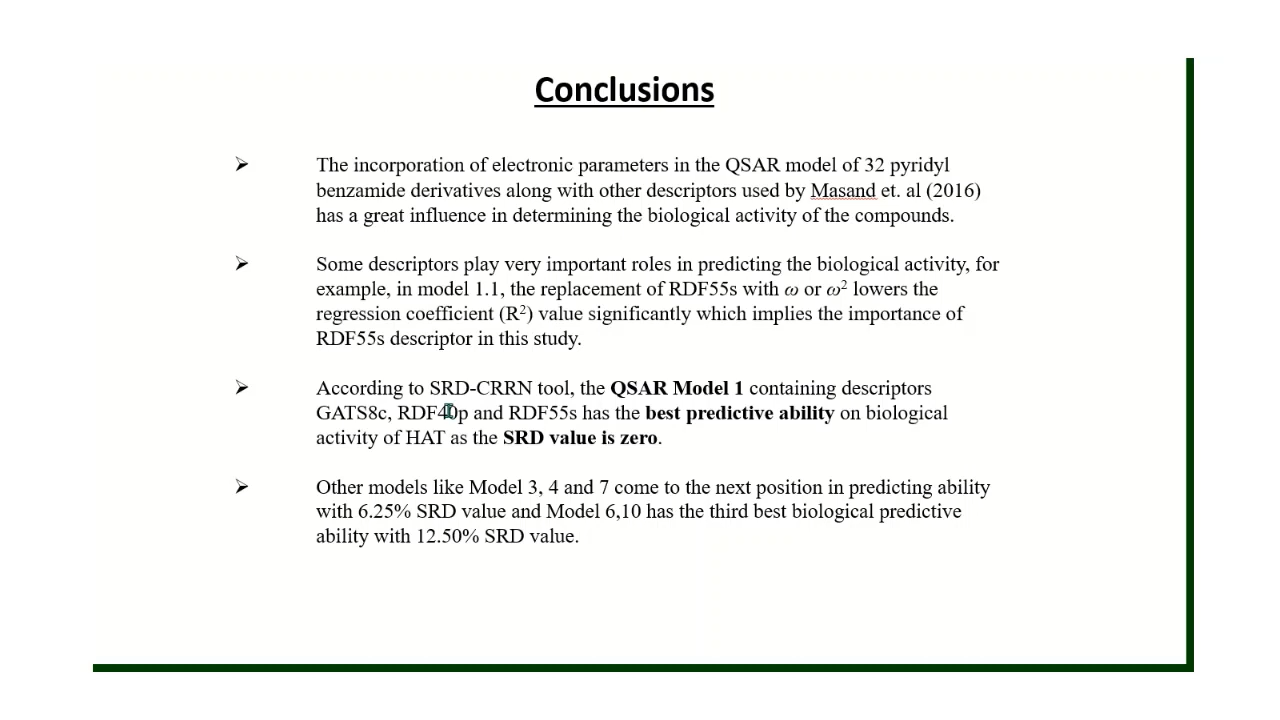 Conclusions
➢ The incorporation of electronic parameters in the QSAR model of 32 pyridyl
benzamide derivatives along with other descriptors used by Masand et. al (2016)
has a great influence in determining the biological activity of the compounds.
➢ Some descriptors play very important roles in predicting the biological activity, for
example, in model 1.1, the replacement of RDF55s with ω or ω² lowers the
regression coefficient (R²) value significantly which implies the importance of
RDF55s descriptor in this study.
➢ According to SRD-CRRN tool, the QSAR Model 1 containing descriptors
GATS8c, RDF40p and RDF55s has the best predictive ability on biological
activity of HAT as the SRD value is zero.
➢ Other models like Model 3, 4 and 7 come to the next position in predicting ability
with 6.25% SRD value and Model 6,10 has the third best biological predictive
ability with 12.50% SRD value.